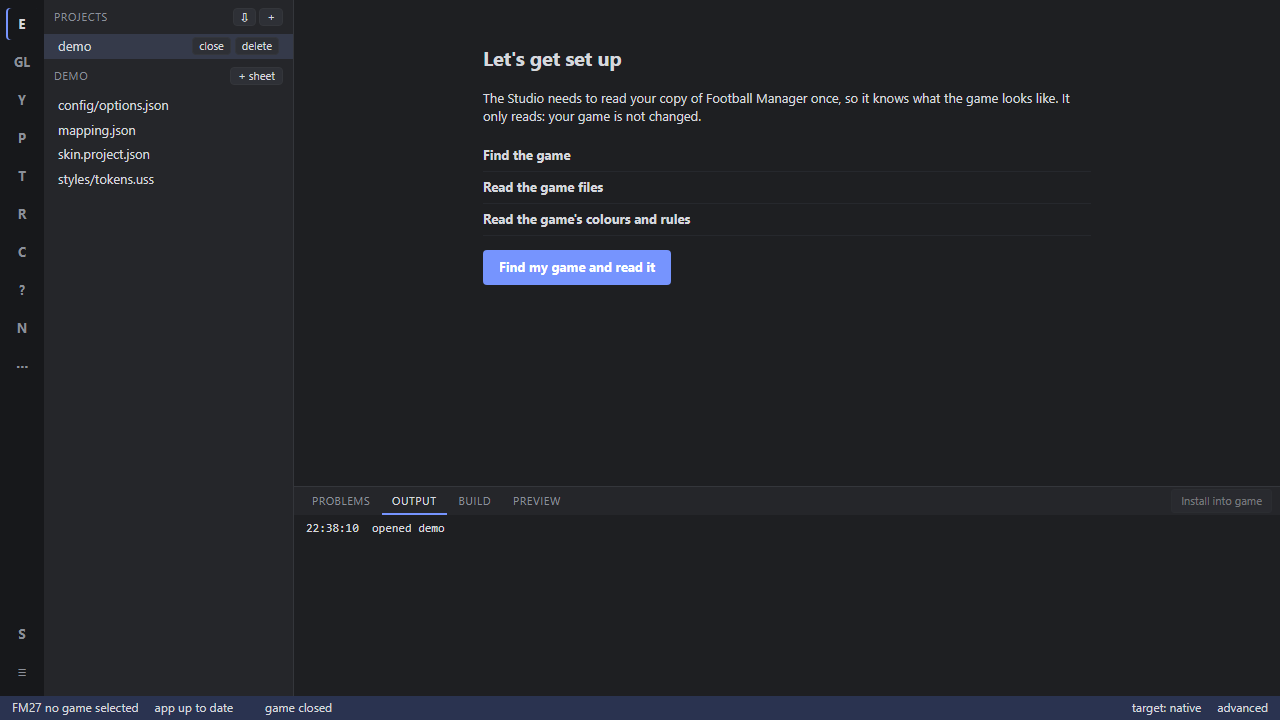 E
GL
Y
P
T
R
C
?
N
...
S
☰
PROJECTS ⇩ +
demo close delete
DEMO + sheet
config/options.json
mapping.json
skin.project.json
styles/tokens.uss
Let's get set up
The Studio needs to read your copy of Football Manager once, so it knows what the game looks like. It
only reads: your game is not changed.
Find the game
Read the game files
Read the game's colours and rules
Find my game and read it
PROBLEMS OUTPUT BUILD PREVIEW Install into game
22:38:10 opened demo
FM27 no game selected app up to date game closed target: native advanced